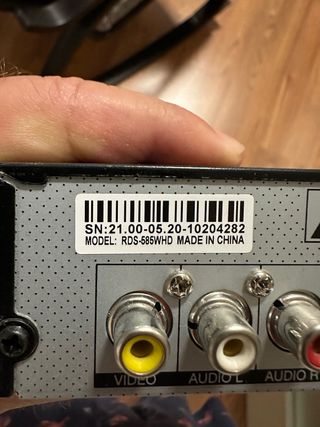 SN:21.00-05.20-10204282
MODEL: RDS-585WHD MADE IN CHINA
VIDEO
AUDIO L
AUDIO R